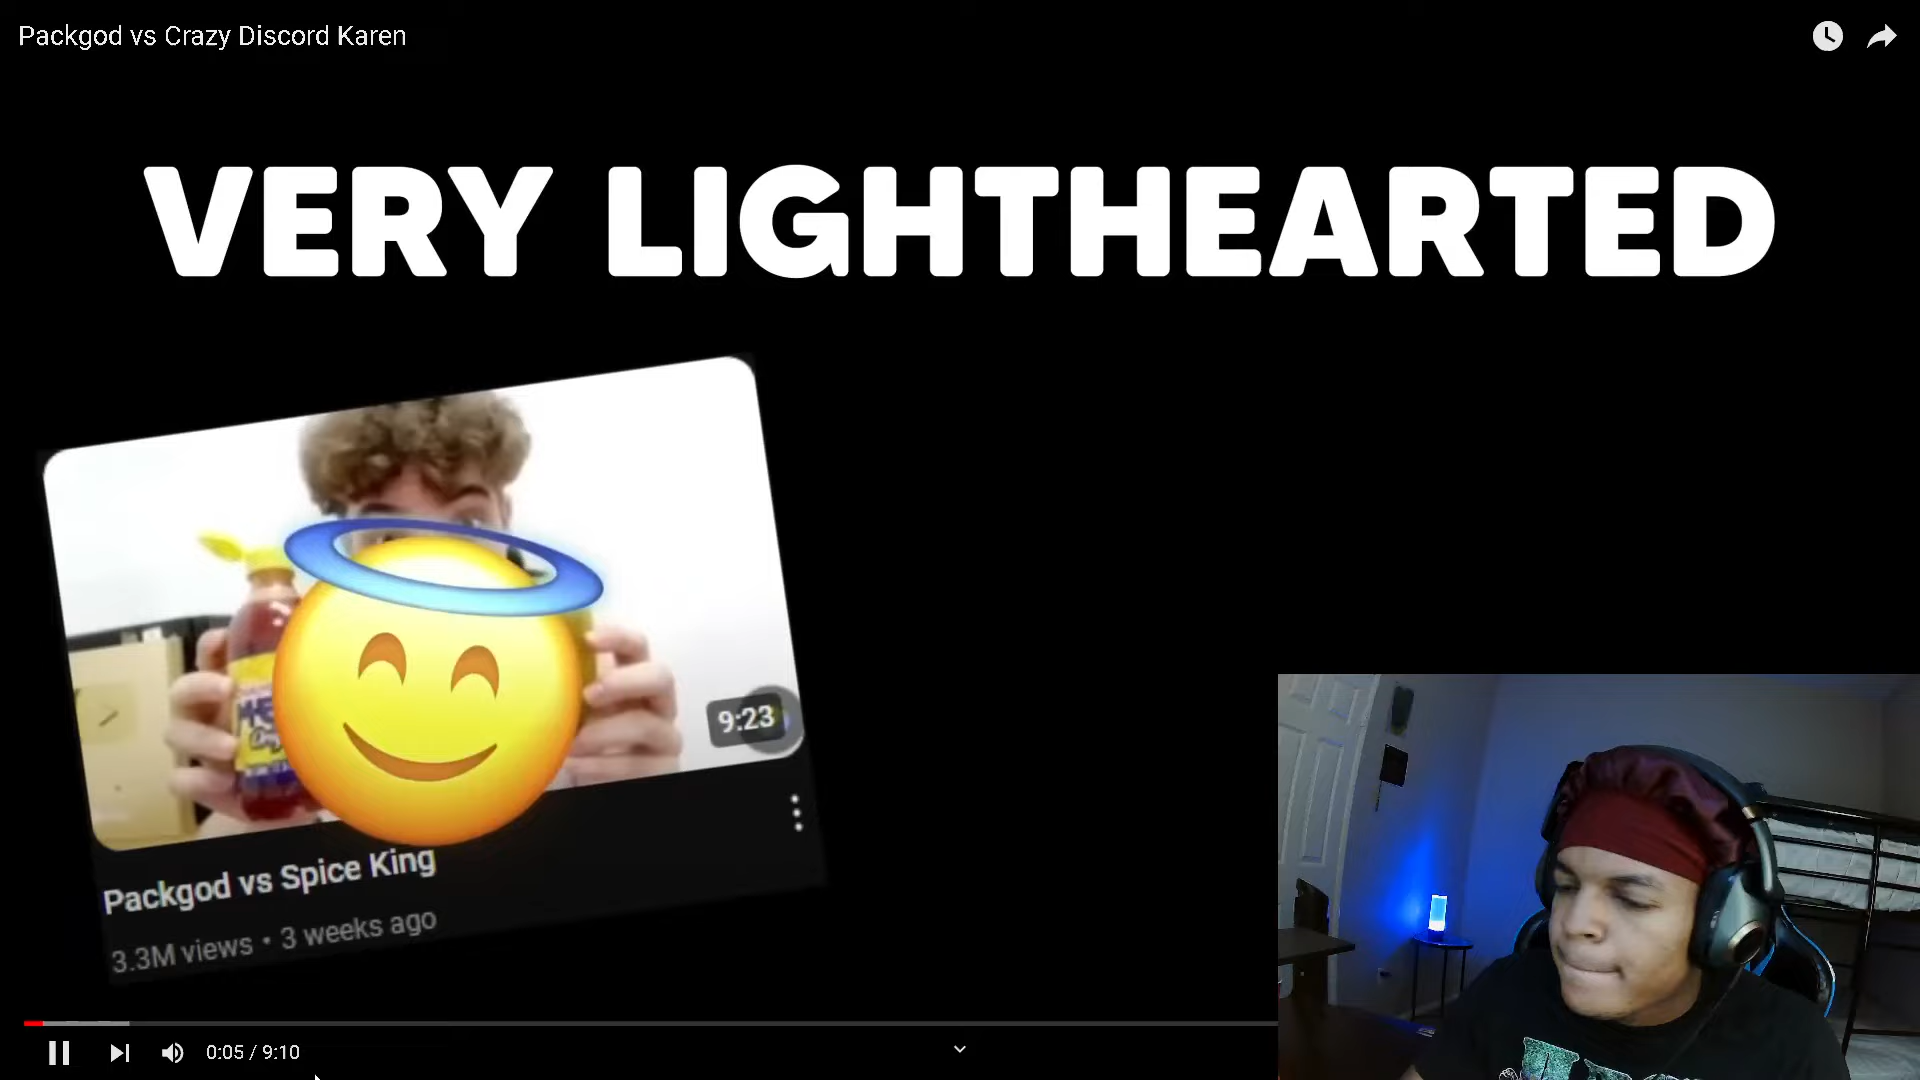 Packgod vs Crazy Discord Karen
VERY LIGHTHEARTED
9:23
Packgod vs Spice King
3.3M views • 3 weeks ago
0:05 / 9:10